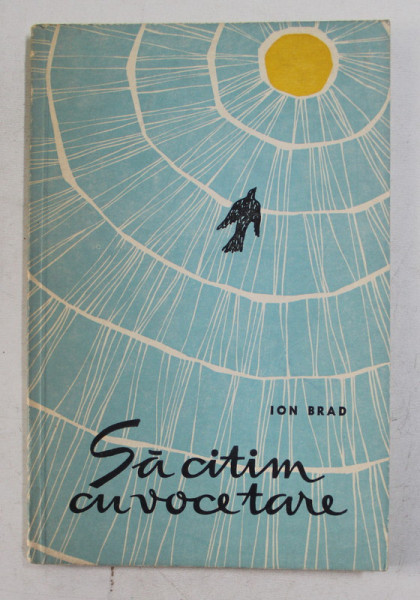 ION BRAD
Să citim
cu voce tare